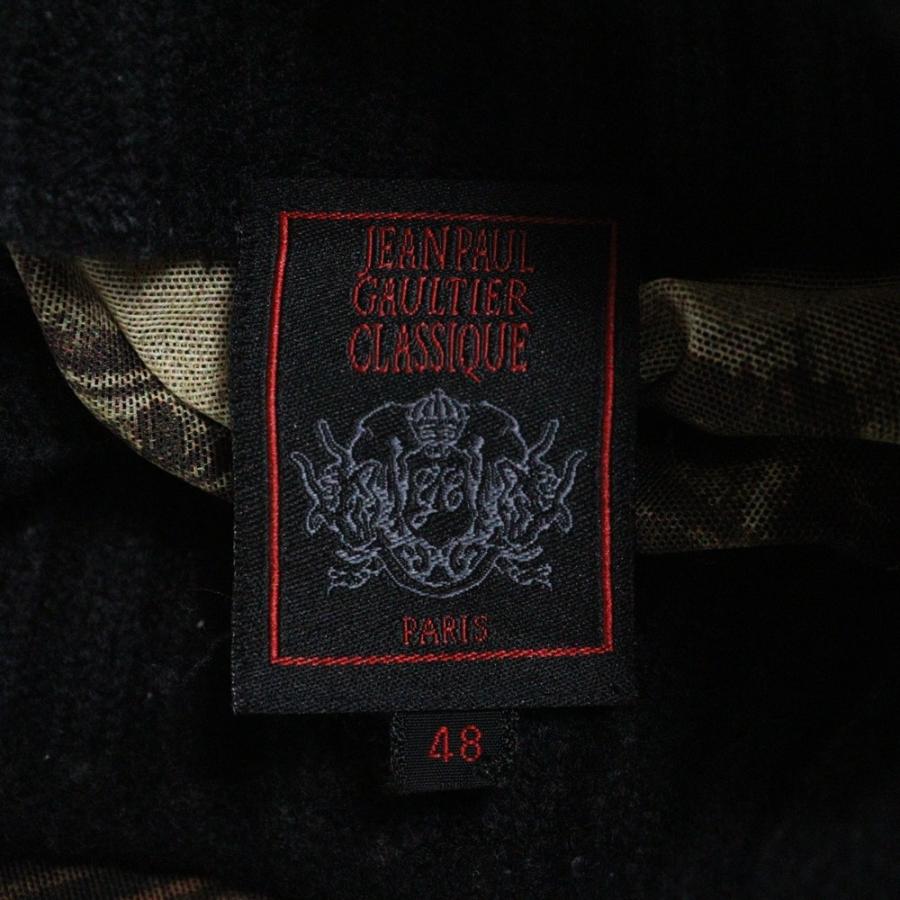 JEAN PAUL
GAULTIER
CLASSIQUE
PARIS
48